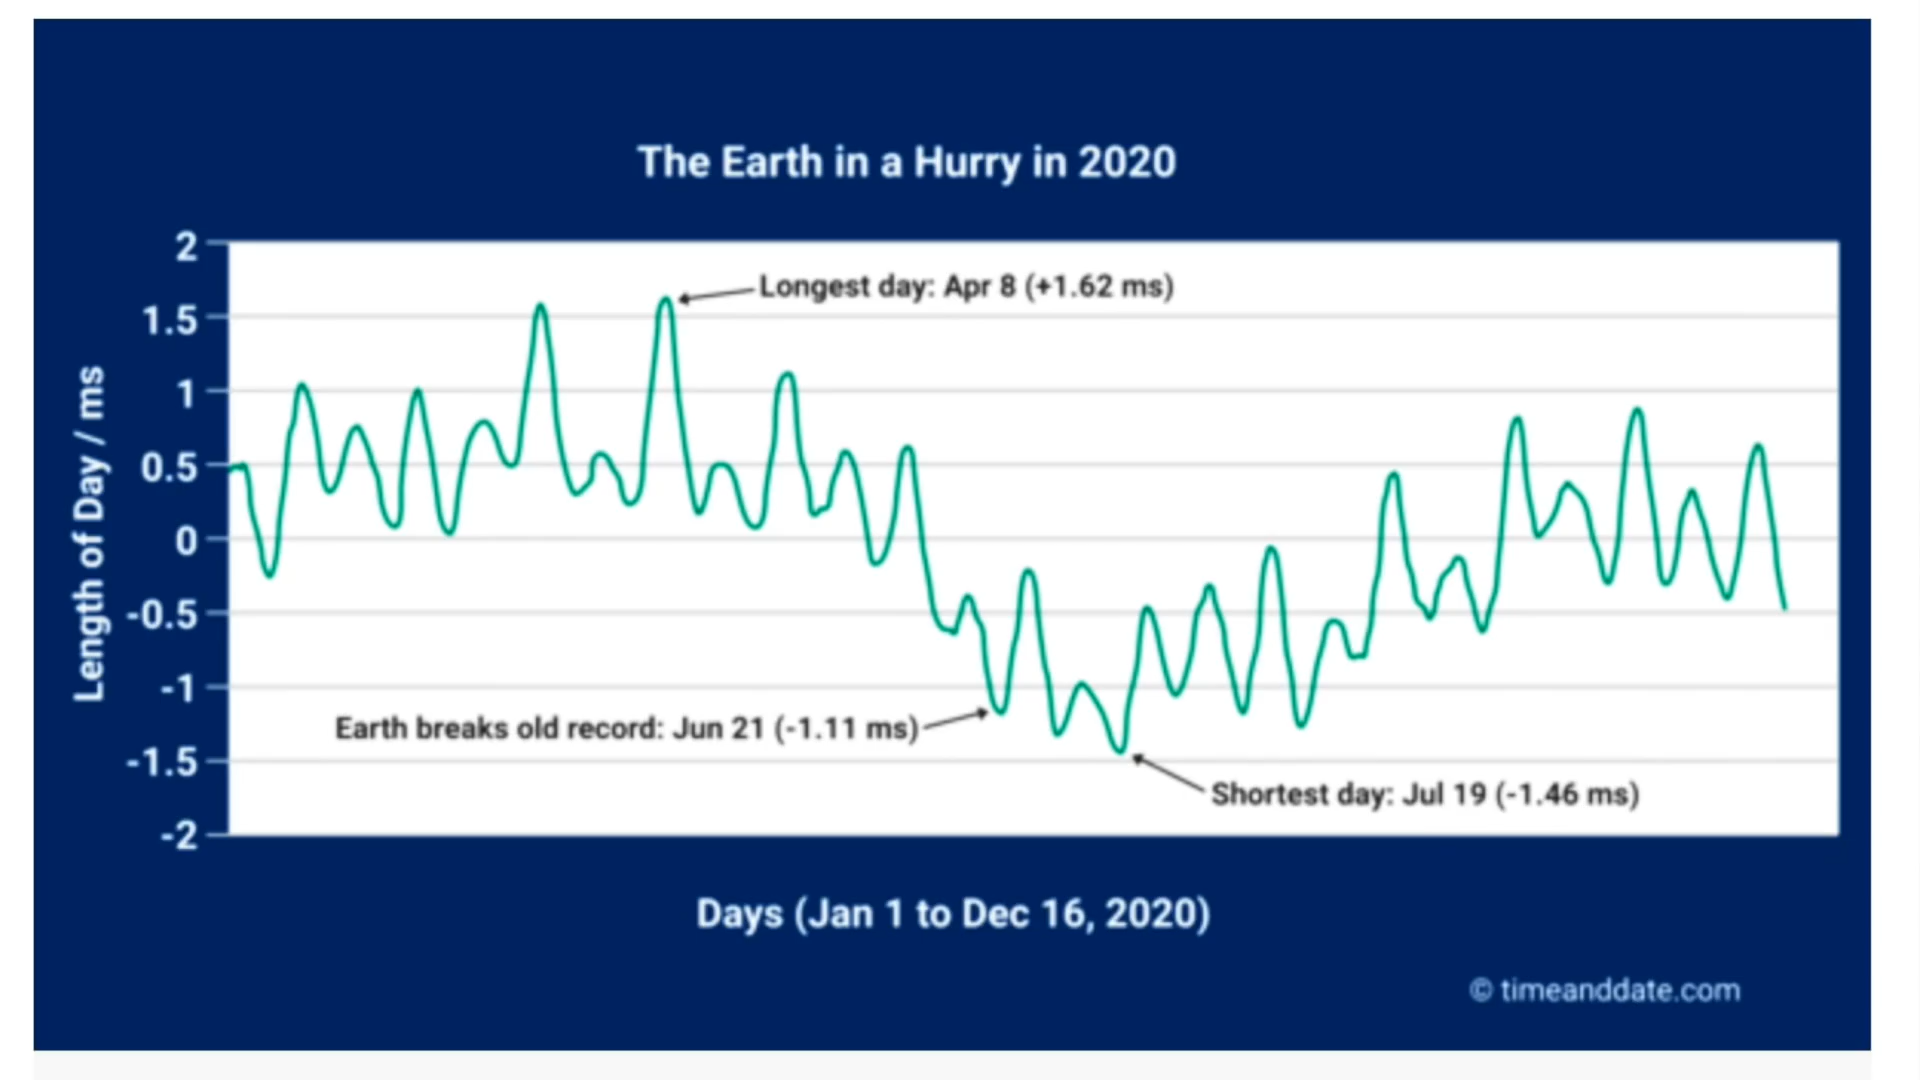 The Earth in a Hurry in 2020
2
1.5
1
0.5
0
-0.5
-1
-1.5
-2
Length of Day / ms
Longest day: Apr 8 (+1.62 ms)
Earth breaks old record: Jun 21 (-1.11 ms)
Shortest day: Jul 19 (-1.46 ms)
Days (Jan 1 to Dec 16, 2020)
© timeanddate.com